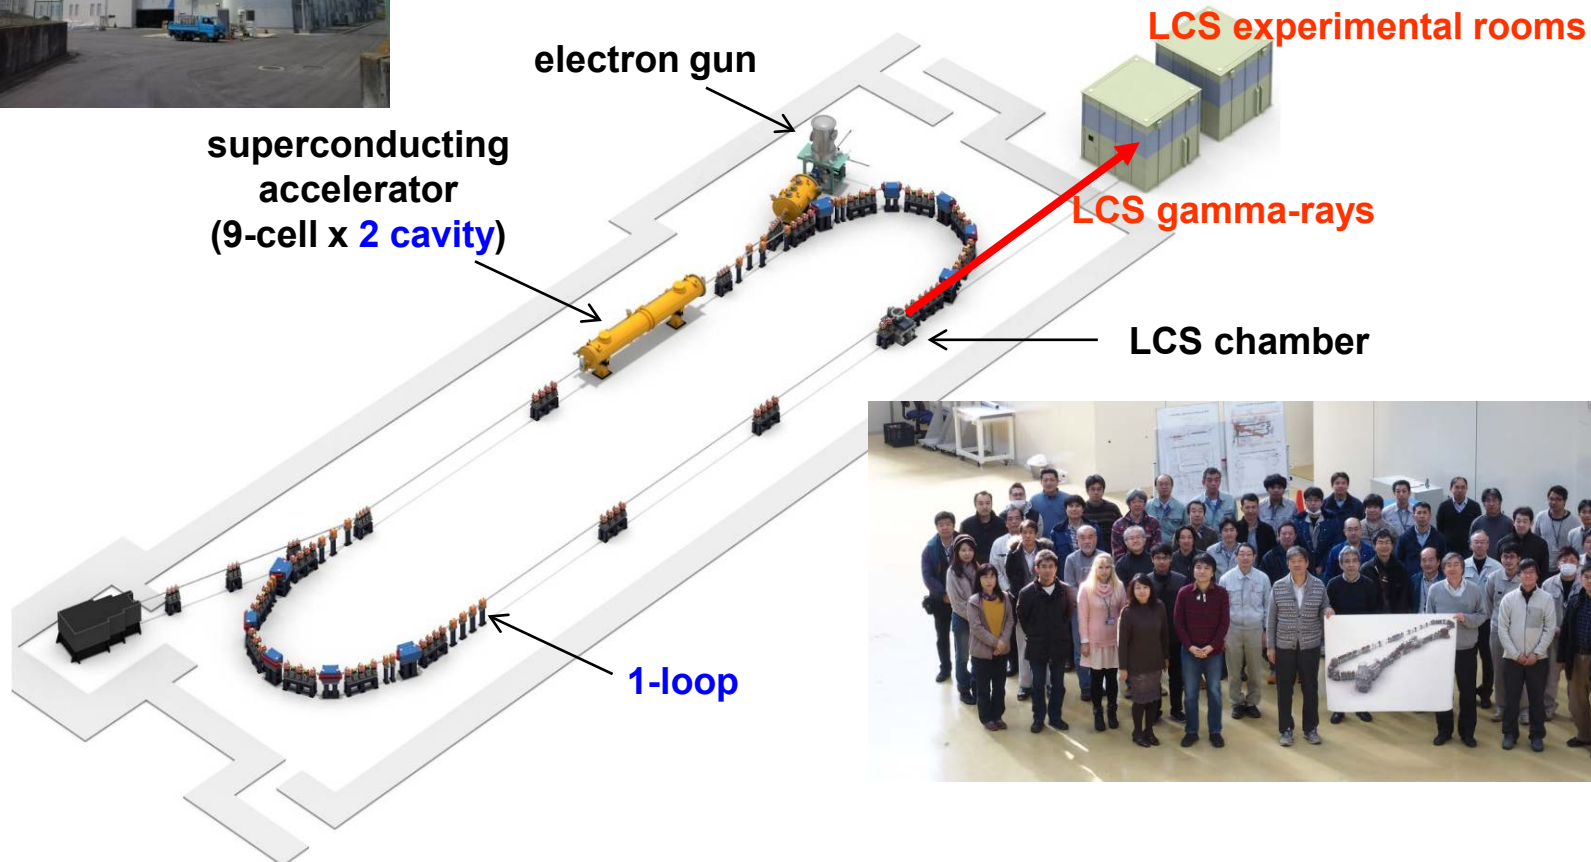 LCS experimental rooms
electron gun
superconducting
accelerator
(9-cell x 2 cavity)
LCS gamma-rays
LCS chamber
1-loop